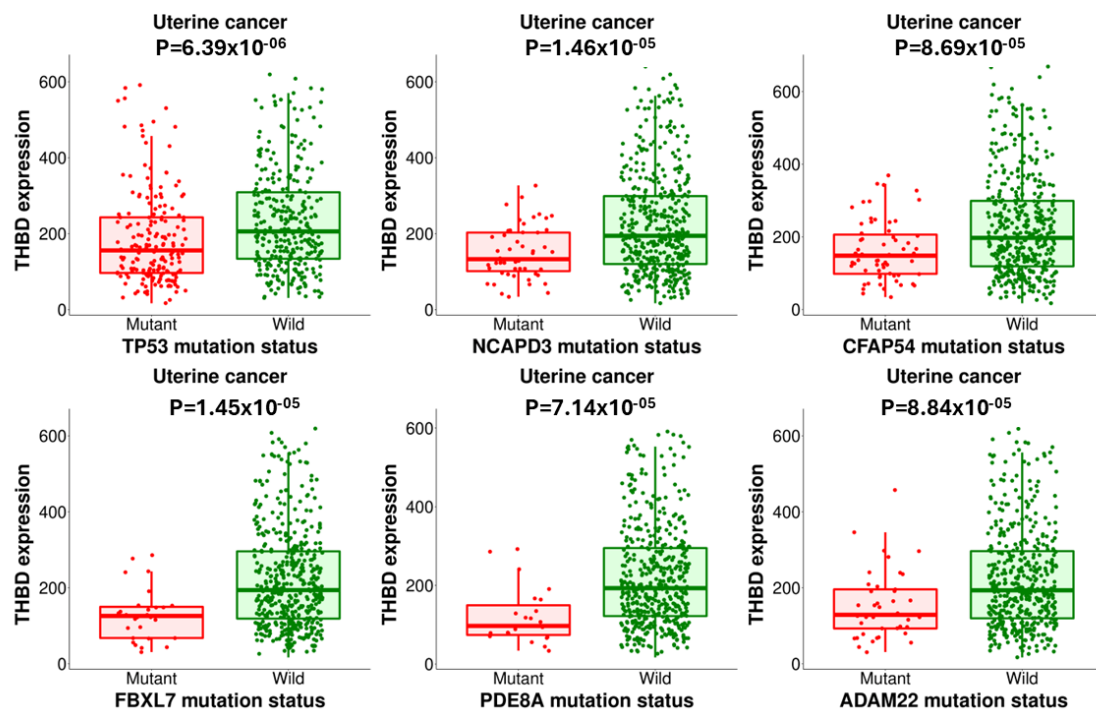 Uterine cancer
P=6.39x10⁻⁰⁶
THBD expression
600
400
200
0
Mutant Wild
TP53 mutation status
Uterine cancer
P=1.46x10⁻⁰⁵
THBD expression
600
400
200
0
Mutant Wild
NCAPD3 mutation status
Uterine cancer
P=8.69x10⁻⁰⁵
THBD expression
600
400
200
0
Mutant Wild
CFAP54 mutation status
Uterine cancer
P=1.45x10⁻⁰⁵
THBD expression
600
400
200
0
Mutant Wild
FBXL7 mutation status
Uterine cancer
P=7.14x10⁻⁰⁵
THBD expression
600
400
200
0
Mutant Wild
PDE8A mutation status
Uterine cancer
P=8.84x10⁻⁰⁵
THBD expression
600
400
200
0
Mutant Wild
ADAM22 mutation status